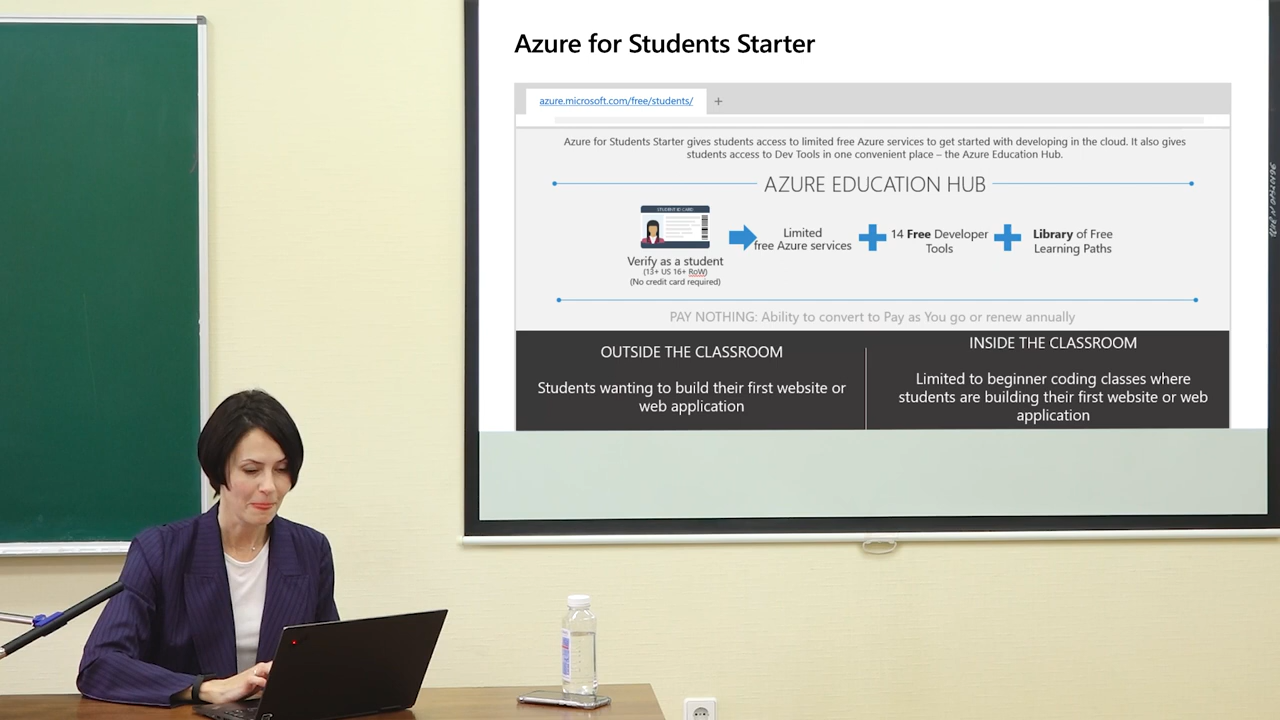 Azure for Students Starter
azure.microsoft.com/free/students/
+
Azure for Students Starter gives students access to limited free Azure services to get started with developing in the cloud. It also gives
students access to Dev Tools in one convenient place – the Azure Education Hub.
AZURE EDUCATION HUB
STUDENT ID CARD
Verify as a student
(13+ US 16+ RoW)
(No credit card required)
Limited
free Azure services
14 Free Developer
Tools
Library of Free
Learning Paths
PAY NOTHING: Ability to convert to Pay as You go or renew annually
OUTSIDE THE CLASSROOM
Students wanting to build their first website or
web application
INSIDE THE CLASSROOM
Limited to beginner coding classes where
students are building their first website or web
application